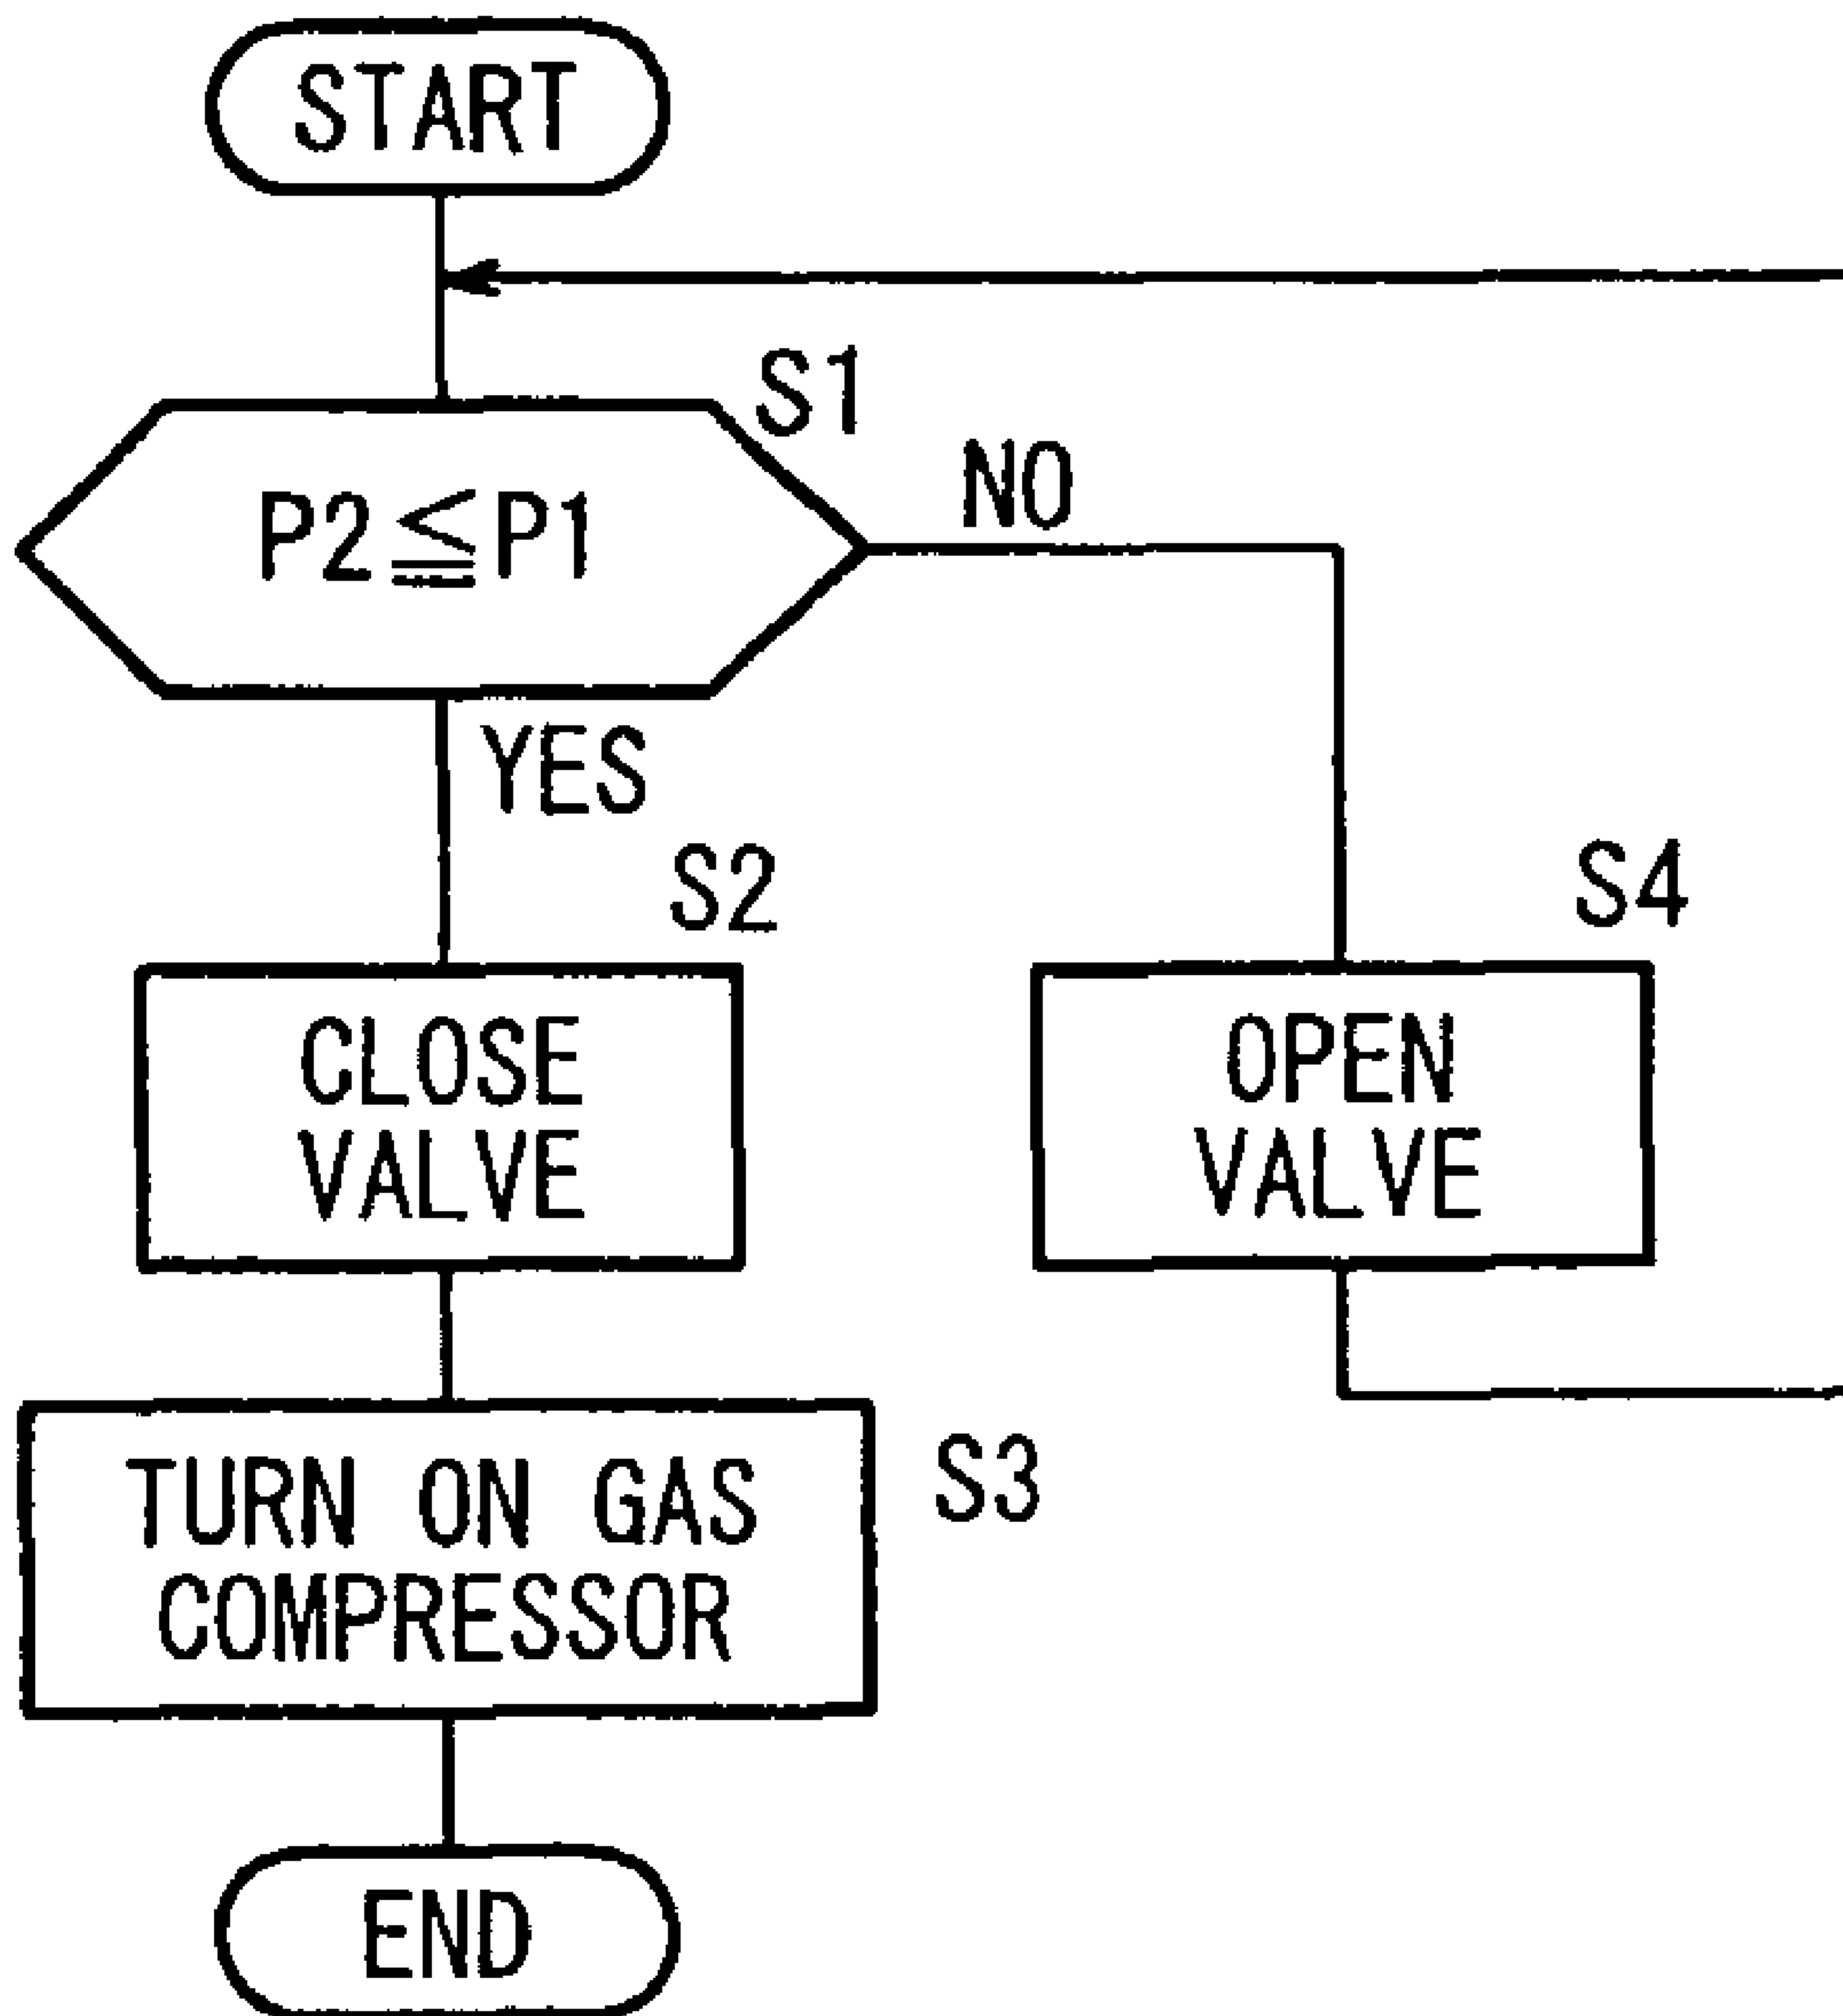 START
S1
P2≦P1
NO
YES
S2
CLOSE
VALVE
S4
OPEN
VALVE
TURN ON GAS
COMPRESSOR
S3
END